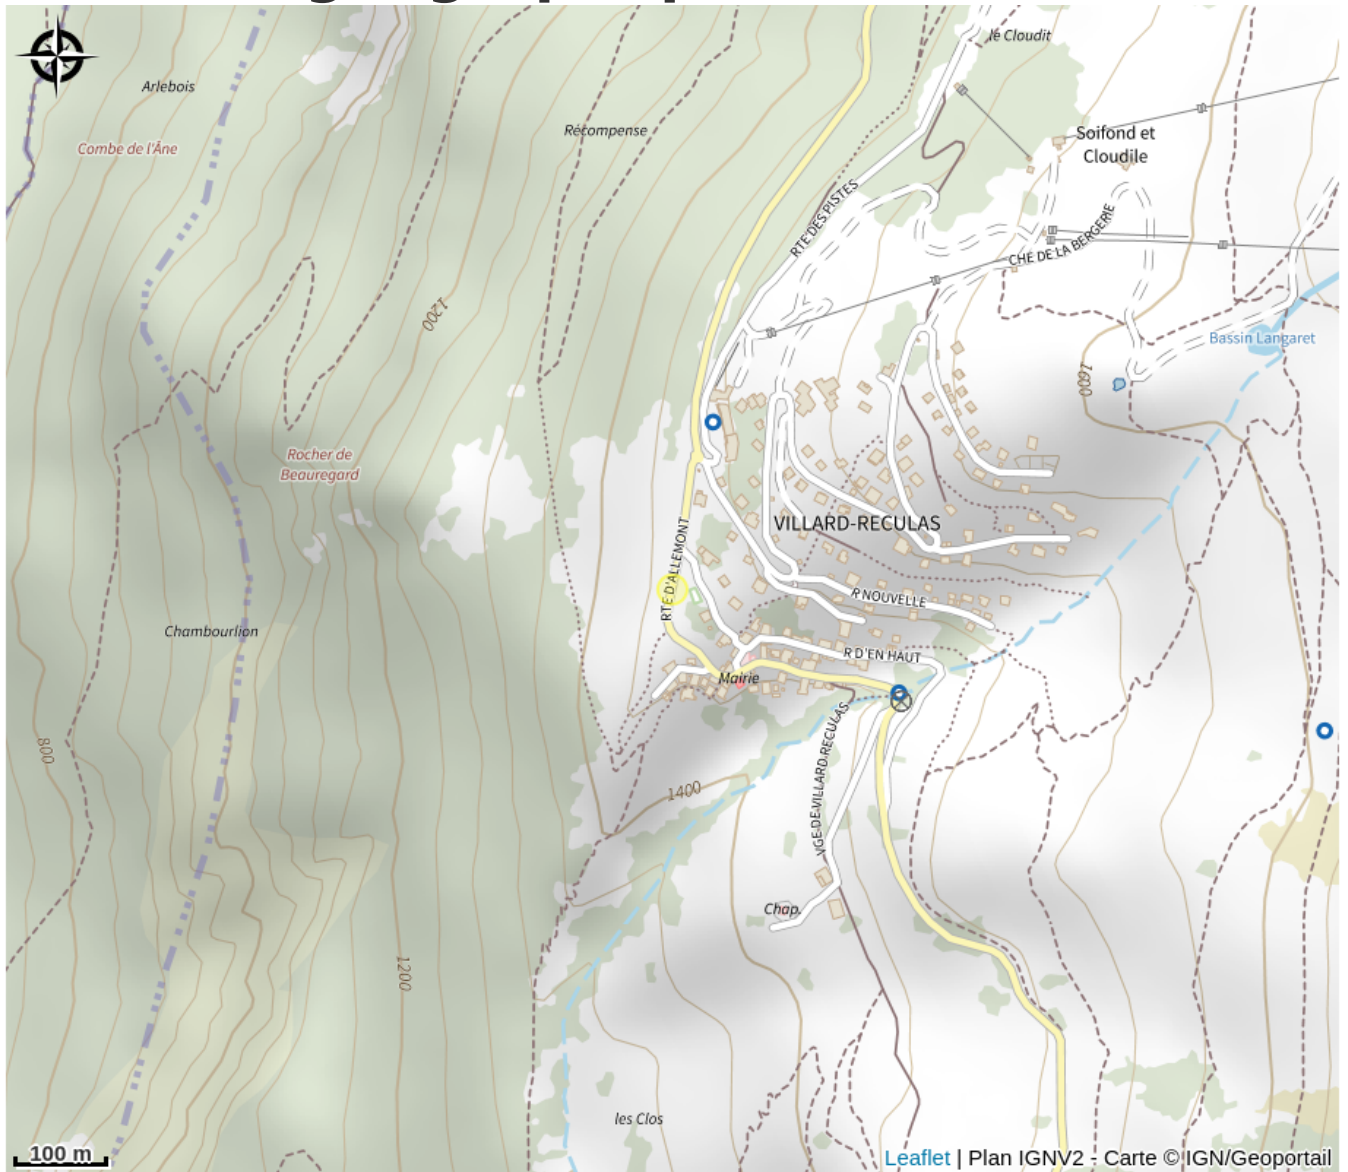 le Cloudit
Arlebois
Récompense
Soifond et
Cloudile
Combe de l'Âne
RTE DES PISTES
CHE DE LA BERGERIE
1200
Bassin Langaret
1600
Rocher de
Beauregard
VILLARD-RECULAS
RTE D'ALLEMONT
R NOUVELLE
Chambourlion
R D'EN HAUT
Mairie
800
VGE DE VILLARD RECULAS
1400
Chap.
1200
les Clos
100 m
Leaflet | Plan IGNV2 - Carte © IGN/Geoportail